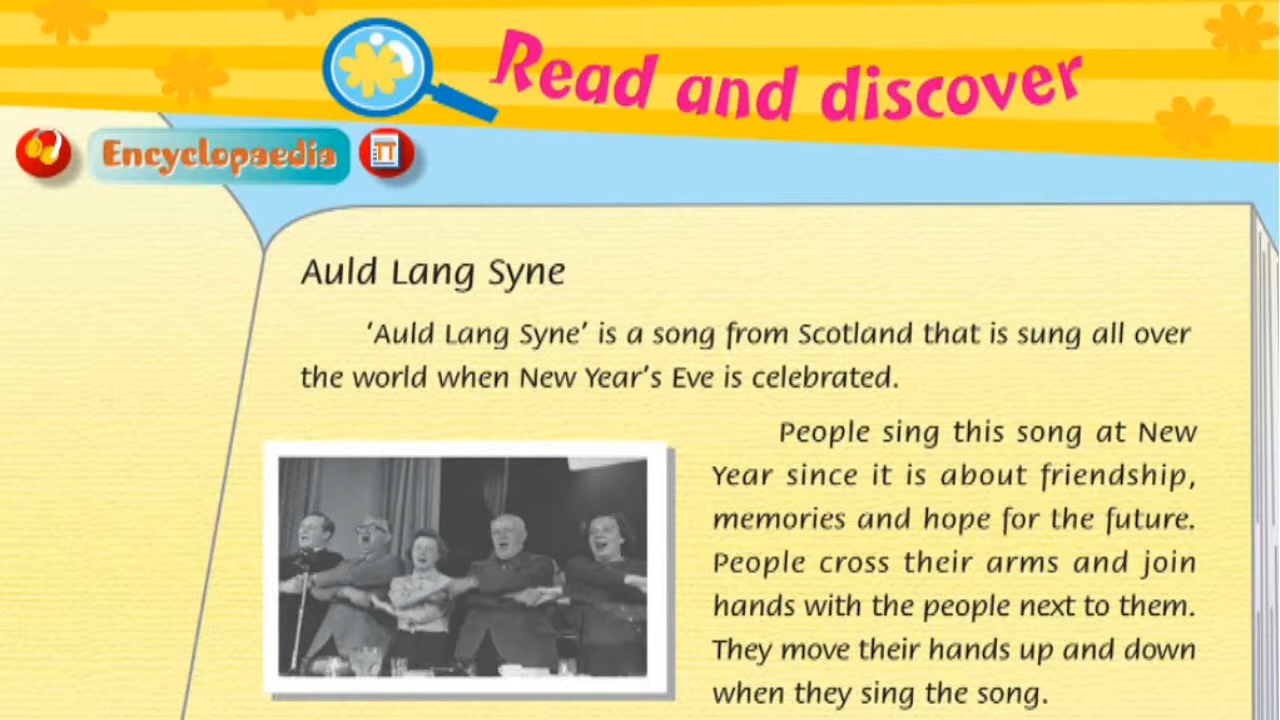 Read and discover
Encyclopaedia
Auld Lang Syne
‘Auld Lang Syne’ is a song from Scotland that is sung all over
the world when New Year’s Eve is celebrated.
People sing this song at New
Year since it is about friendship,
memories and hope for the future.
People cross their arms and join
hands with the people next to them.
They move their hands up and down
when they sing the song.